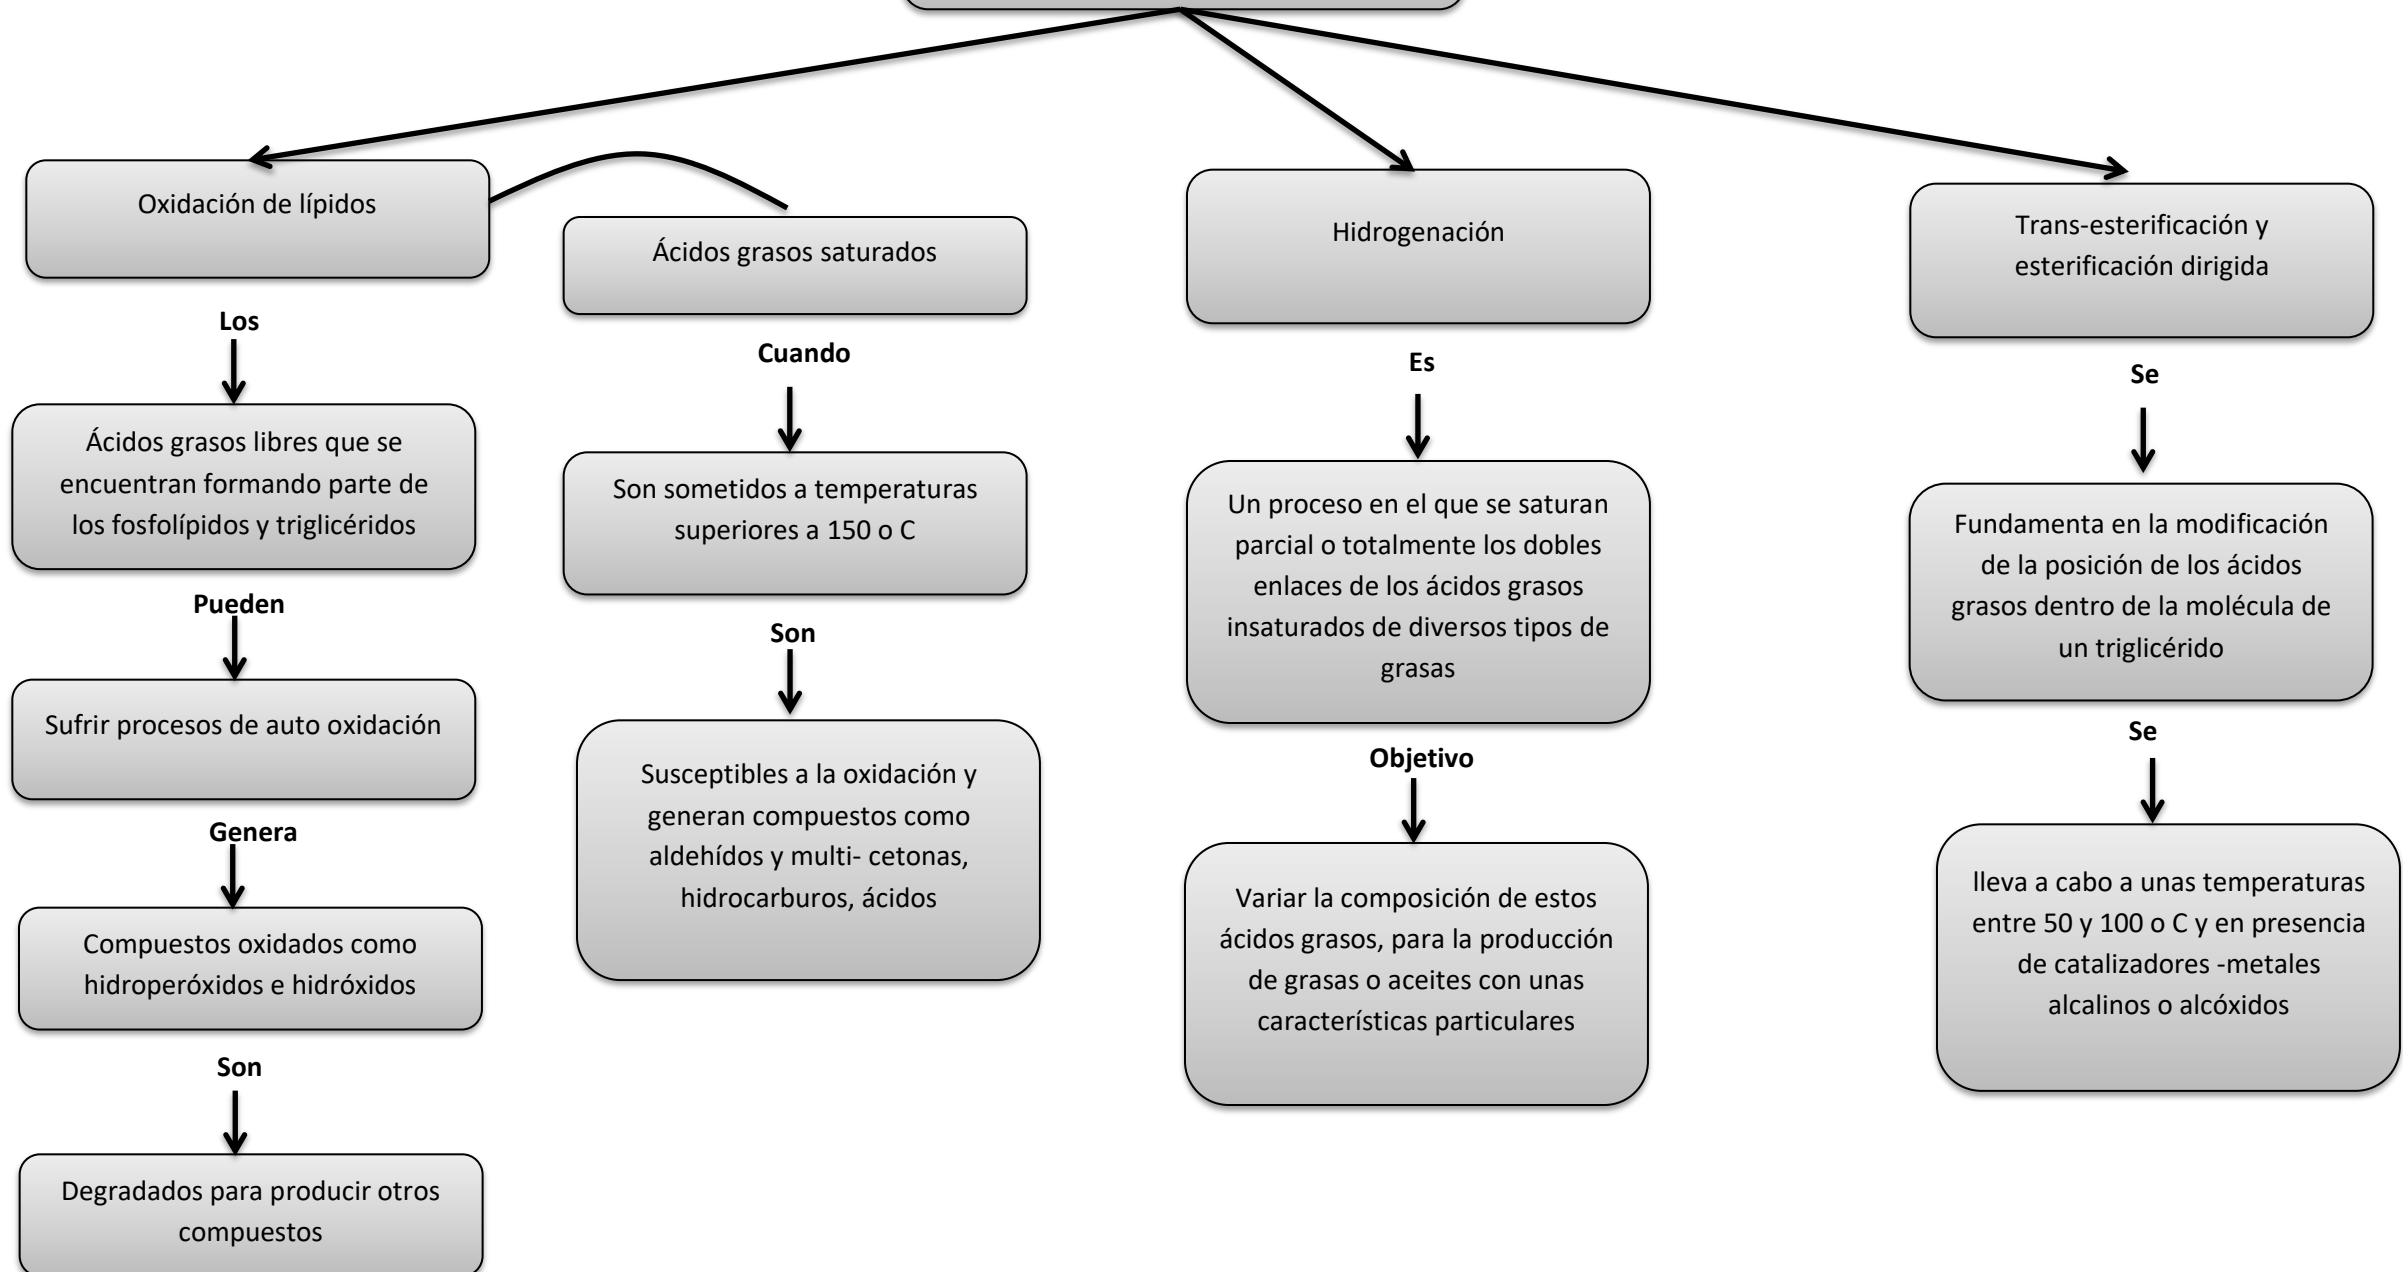 Oxidación de lípidos
Los
Ácidos grasos libres que se
encuentran formando parte de
los fosfolípidos y triglicéridos
Pueden
Sufrir procesos de auto oxidación
Genera
Compuestos oxidados como
hidroperóxidos e hidróxidos
Son
Degradados para producir otros
compuestos
Ácidos grasos saturados
Cuando
Son sometidos a temperaturas
superiores a 150 o C
Son
Susceptibles a la oxidación y
generan compuestos como
aldehídos y multi- cetonas,
hidrocarburos, ácidos
Hidrogenación
Es
Un proceso en el que se saturan
parcial o totalmente los dobles
enlaces de los ácidos grasos
insaturados de diversos tipos de
grasas
Objetivo
Variar la composición de estos
ácidos grasos, para la producción
de grasas o aceites con unas
características particulares
Trans-esterificación y
esterificación dirigida
Se
Fundamenta en la modificación
de la posición de los ácidos
grasos dentro de la molécula de
un triglicérido
Se
lleva a cabo a unas temperaturas
entre 50 y 100 o C y en presencia
de catalizadores -metales
alcalinos o alcóxidos